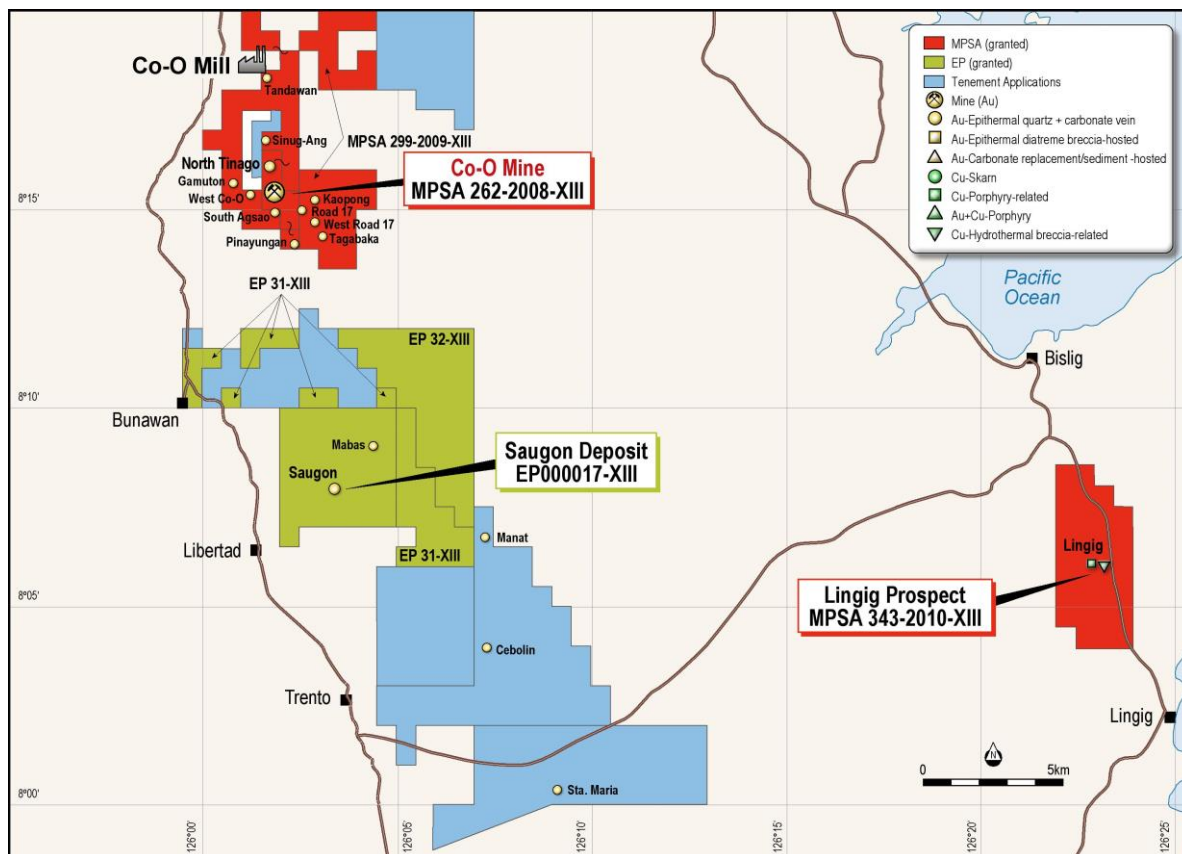 Co-O Mill
Tandawan
Sinug-Ang
MPSA 299-2009-XIII
North Tinago
Co-O Mine
MPSA 262-2008-XIII
Gamuton
West Co-O
Kaopong
South Agsao
Road 17
West Road 17
Pinayungan
Tagabaka
8°15'
EP 31-XIII
EP 32-XIII
8°10'
Bunawan
Mabas
Saugon
Saugon Deposit
EP000017-XIII
Libertad
EP 31-XIII
Manat
8°05'
Cebolin
Trento
8°00'
Sta. Maria
MPSA (granted)
EP (granted)
Tenement Applications
Mine (Au)
Au-Epithermal quartz + carbonate vein
Au-Epithermal diatreme breccia-hosted
Au-Carbonate replacement/sediment -hosted
Cu-Skarn
Cu-Porphyry-related
Au+Cu-Porphyry
Cu-Hydrothermal breccia-related
Pacific
Ocean
Bislig
Lingig
Lingig Prospect
MPSA 343-2010-XIII
Lingig
N
0 5km
126°00'
126°05'
126°10'
126°15'
126°20'
126°25'